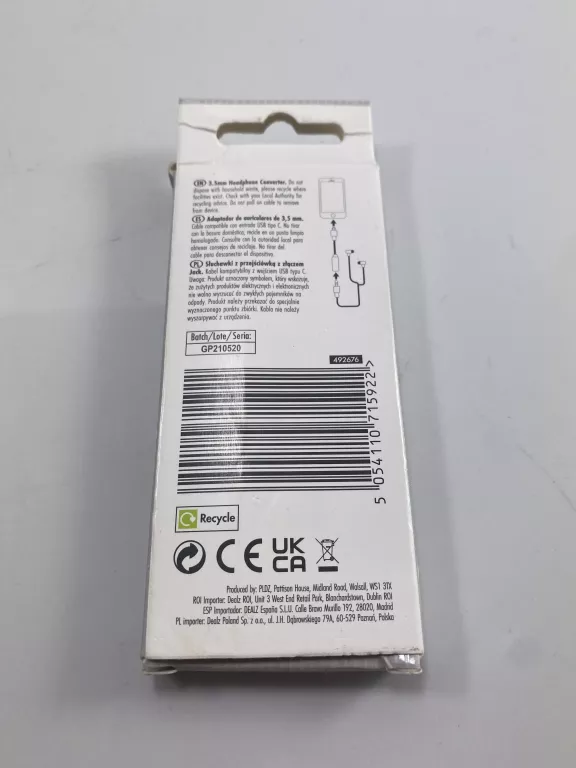 EN 3.5mm Headphone Converter. Do not
dispose with household waste, please recycle where
facilities exist. Check with your Local Authority for
recycling advice. Do not pull on cable to remove
from device.
ES Adaptador de auriculares de 3,5 mm.
Cable compatible con entrada USB tipo C. No tirar
con la basura doméstica, recicle en un punto limpio
homologado. Consulte con la autoridad local para
obtener consejos de reciclaje. No tire del
cable para desconectar el dispositivo.
PL Słuchawki z przejściówką z złączem
Jack. Kabel kompatybilny z wejściem USB typu C.
Uwaga: Produkt oznaczony symbolem, który wskazuje,
że zużytych produktów elektrycznych i elektronicznych
nie wolno wyrzucać do zwykłych pojemników na
odpady. Produkt należy przekazać do specjalnie
wyznaczonego punktu zbiórki. Kabla nie należy
wyszarpywać z urządzenia.
Batch/Lote/Seria:
GP210520
492676
5 054110 715922>
Recycle
CE
UK
CA
Produced by: PLDZ, Pattison House, Midland Road, Walsall, WS1 3TX
ROI Importer: Dealz ROI, Unit 3 West End Retail Park, Blanchardstown, Dublin ROI
ESP Importador: DEALZ España S.L.U. Calle Bravo Murillo 192, 28020, Madrid
PL importer: Dealz Poland Sp. z o.o., ul. J.H. Dąbrowskiego 79A, 60-529 Poznań, Polska